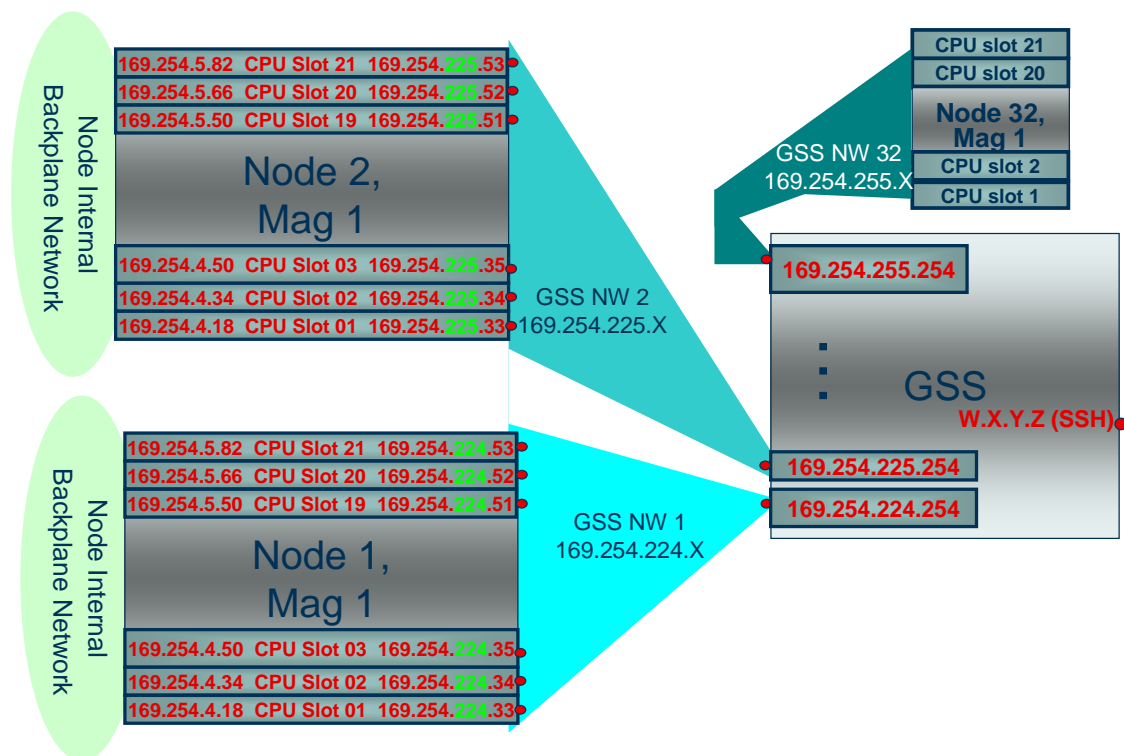 Node Internal
Backplane Network
169.254.5.82 CPU Slot 21 169.254.225.53
169.254.5.66 CPU Slot 20 169.254.225.52
169.254.5.50 CPU Slot 19 169.254.225.51
Node 2,
Mag 1
169.254.4.50 CPU Slot 03 169.254.225.35
169.254.4.34 CPU Slot 02 169.254.225.34
169.254.4.18 CPU Slot 01 169.254.225.33
GSS NW 2
169.254.225.X
CPU slot 21
CPU slot 20
Node 32,
Mag 1
CPU slot 2
CPU slot 1
GSS NW 32
169.254.255.X
169.254.255.254
GSS
W.X.Y.Z (SSH)
169.254.225.254
169.254.224.254
Node Internal
Backplane Network
169.254.5.82 CPU Slot 21 169.254.224.53
169.254.5.66 CPU Slot 20 169.254.224.52
169.254.5.50 CPU Slot 19 169.254.224.51
Node 1,
Mag 1
169.254.4.50 CPU Slot 03 169.254.224.35
169.254.4.34 CPU Slot 02 169.254.224.34
169.254.4.18 CPU Slot 01 169.254.224.33
GSS NW 1
169.254.224.X